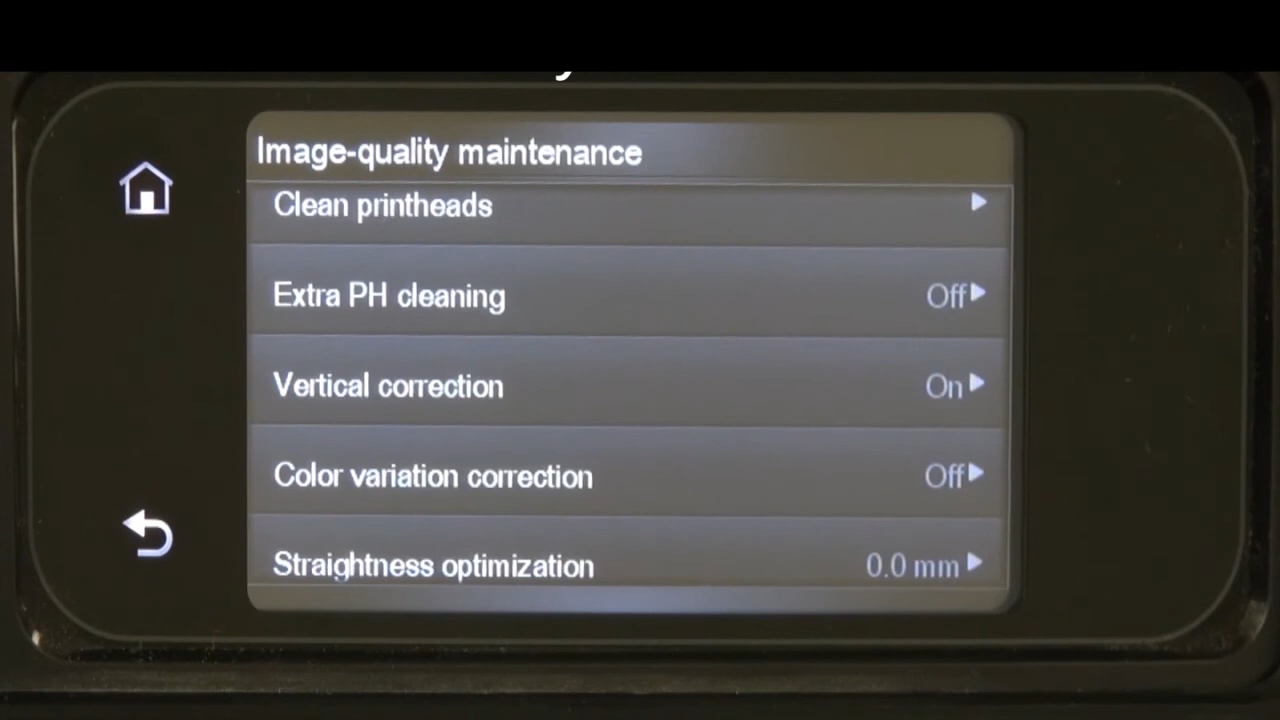 Image-quality maintenance
Clean printheads
Extra PH cleaning Off
Vertical correction On
Color variation correction Off
Straightness optimization 0.0 mm